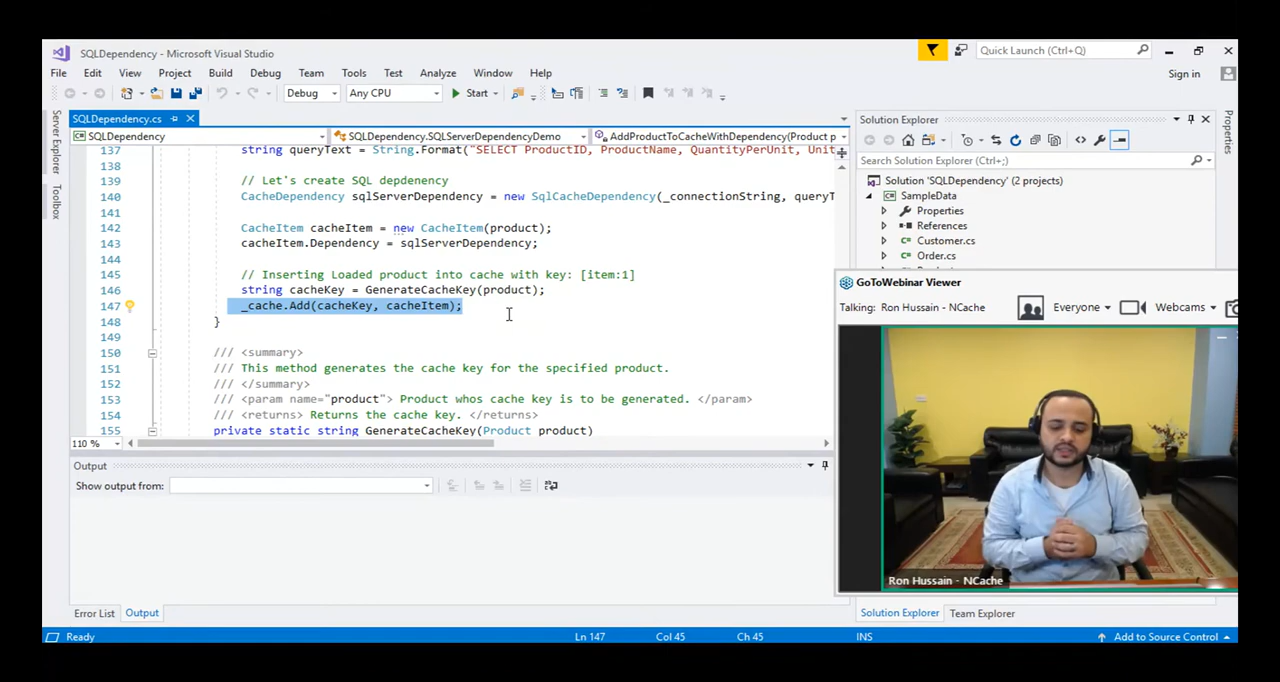 SQLDependency - Microsoft Visual Studio
Quick Launch (Ctrl+Q)
File Edit View Project Build Debug Team Tools Test Analyze Window Help
Sign in
Debug Any CPU Start
Server Explorer
Toolbox
SQLDependency.cs
SQLDependency SQLDependency.SQLServerDependencyDemo AddProductToCacheWithDependency(Product p
137 string queryText = String.Format("SELECT ProductID, ProductName, QuantityPerUnit, Unit
138
139 // Let's create SQL depdenency
140 CacheDependency sqlServerDependency = new SqlCacheDependency(_connectionString, queryT
141
142 CacheItem cacheItem = new CacheItem(product);
143 cacheItem.Dependency = sqlServerDependency;
144
145 // Inserting Loaded product into cache with key: [item:1]
146 string cacheKey = GenerateCacheKey(product);
147 _cache.Add(cacheKey, cacheItem);
148 }
149
150 /// <summary>
151 /// This method generates the cache key for the specified product.
152 /// </summary>
153 /// <param name="product"> Product whos cache key is to be generated. </param>
154 /// <returns> Returns the cache key. </returns>
155 private static string GenerateCacheKey(Product product)
110 %
Output
Show output from:
Error List Output
Solution Explorer
Search Solution Explorer (Ctrl+;)
Solution 'SQLDependency' (2 projects)
SampleData
Properties
References
Customer.cs
Order.cs
Properties
GoToWebinar Viewer
Talking: Ron Hussain - NCache Everyone Webcams
Ron Hussain - NCache
Solution Explorer Team Explorer
Ready Ln 147 Col 45 Ch 45 INS Add to Source Control